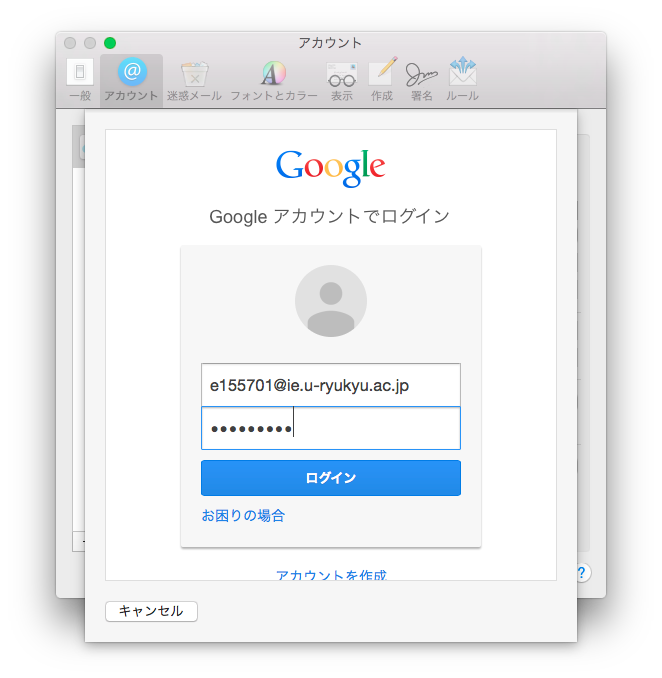 アカウント
一般 アカウント 迷惑メール フォントとカラー 表示 作成 署名 ルール
Google
Google アカウントでログイン
e155701@ie.u-ryukyu.ac.jp
•••••••••
ログイン
お困りの場合
アカウントを作成
?
キャンセル